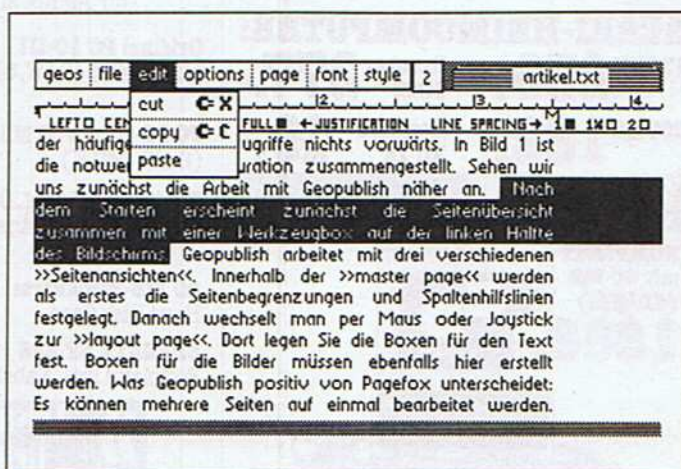 geos file edit options page font style 2 artikel.txt
cut C= X
copy C= C
paste
2 3 4
LEFT CEN FULL ←JUSTIFICATION LINE SPACING→ 1 1½ 2
der häufige ugriffe nichts vorwärts. In Bild 1 ist
die notwe uration zusammengestellt. Sehen wir
uns zunächst die Arbeit mit Geopublish näher an. Nach
dem Starten erscheint zunächst die Seitenübersicht
zusammen mit einer Werkzeugbox auf der linken Hälfte
des Bildschirms. Geopublish arbeitet mit drei verschiedenen
>>Seitenansichten<<. Innerhalb der >>master page<< werden
als erstes die Seitenbegrenzungen und Spaltenhilfslinien
festgelegt. Danach wechselt man per Maus oder Joystick
zur >>layout page<<. Dort legen Sie die Boxen für den Text
fest. Boxen für die Bilder müssen ebenfalls hier erstellt
werden. Was Geopublish positiv von Pagefox unterscheidet:
Es können mehrere Seiten auf einmal bearbeitet werden.